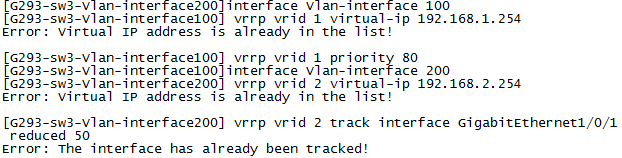 [G293-sw3-Vlan-interface200]interface Vlan-interface 100
[G293-sw3-Vlan-interface100] vrrp vrid 1 virtual-ip 192.168.1.254
Error: Virtual IP address is already in the list!
[G293-sw3-Vlan-interface100] vrrp vrid 1 priority 80
[G293-sw3-Vlan-interface100]interface Vlan-interface 200
[G293-sw3-Vlan-interface200] vrrp vrid 2 virtual-ip 192.168.2.254
Error: Virtual IP address is already in the list!
[G293-sw3-Vlan-interface200] vrrp vrid 2 track interface GigabitEthernet1/0/1
reduced 50
Error: The interface has already been tracked!